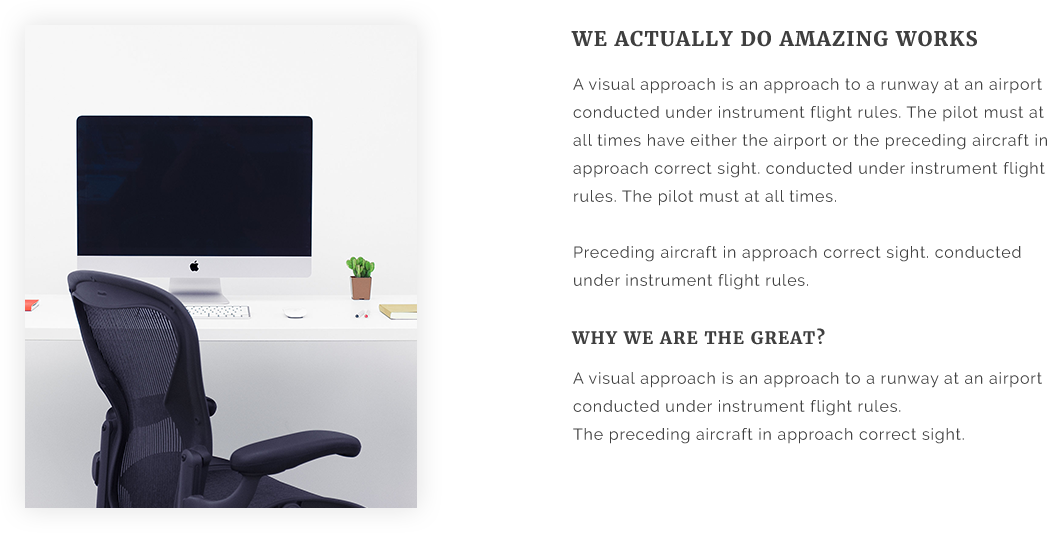 WE ACTUALLY DO AMAZING WORKS
A visual approach is an approach to a runway at an airport
conducted under instrument flight rules. The pilot must at
all times have either the airport or the preceding aircraft in
approach correct sight. conducted under instrument flight
rules. The pilot must at all times.
Preceding aircraft in approach correct sight. conducted
under instrument flight rules.
WHY WE ARE THE GREAT?
A visual approach is an approach to a runway at an airport
conducted under instrument flight rules.
The preceding aircraft in approach correct sight.